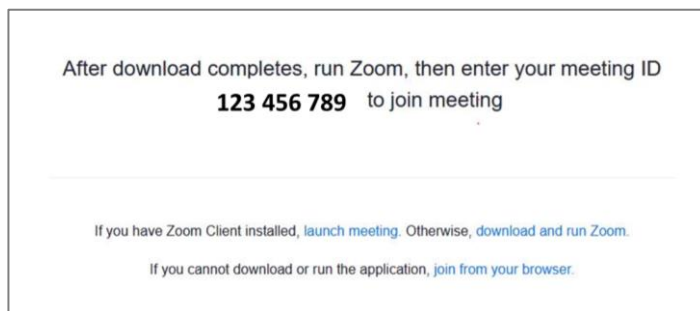 After download completes, run Zoom, then enter your meeting ID
123 456 789 to join meeting
If you have Zoom Client installed, launch meeting. Otherwise, download and run Zoom.
If you cannot download or run the application, join from your browser.